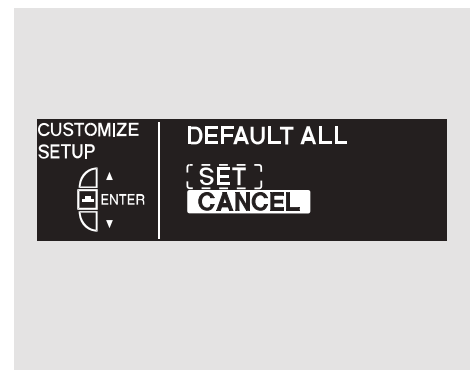 CUSTOMIZE
SETUP
ENTER
DEFAULT ALL
SET
CANCEL